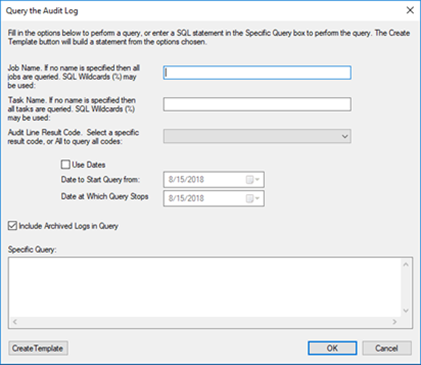 Query the Audit Log
Fill in the options below to perform a query, or enter a SQL statement in the Specific Query box to perform the query. The Create
Template button will build a statement from the options chosen.
Job Name. If no name is specified then all
jobs are queried. SQL Wildcards (%) may
be used:
Task Name. If no name is specified then
all tasks are queried. SQL Wildcards (%)
may be used:
Audit Line Result Code. Select a specific
result code, or All to query all codes:
Use Dates
Date to Start Query from:
8/15/2018
Date at Which Query Stops
8/15/2018
Include Archived Logs in Query
Specific Query:
Create Template
OK
Cancel